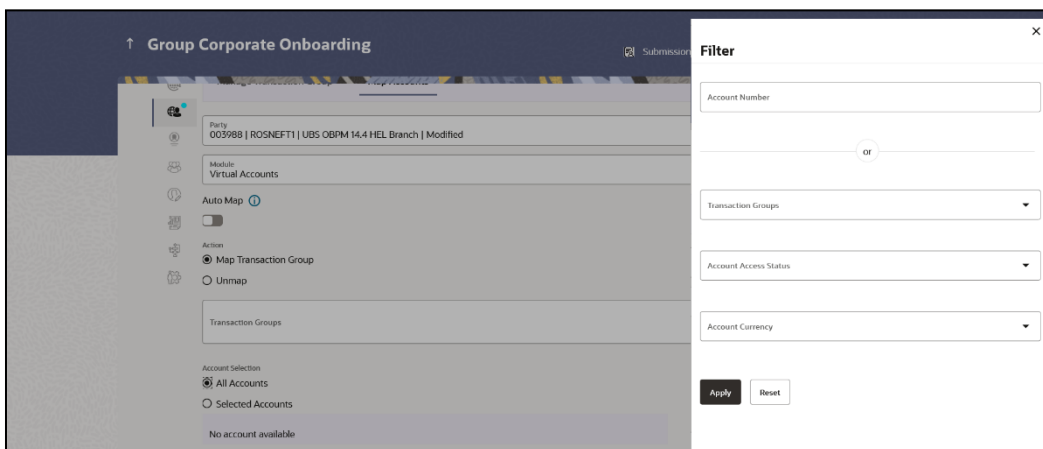 Group Corporate Onboarding
Submission
Map Accounts
Party
003988 | ROSNEFT1 | UBS OBPM 14.4 HEL Branch | Modified
Module
Virtual Accounts
Auto Map
Action
Map Transaction Group
Unmap
Transaction Groups
Account Selection
All Accounts
Selected Accounts
No account available
Filter
Account Number
or
Transaction Groups
Account Access Status
Account Currency
Apply
Reset